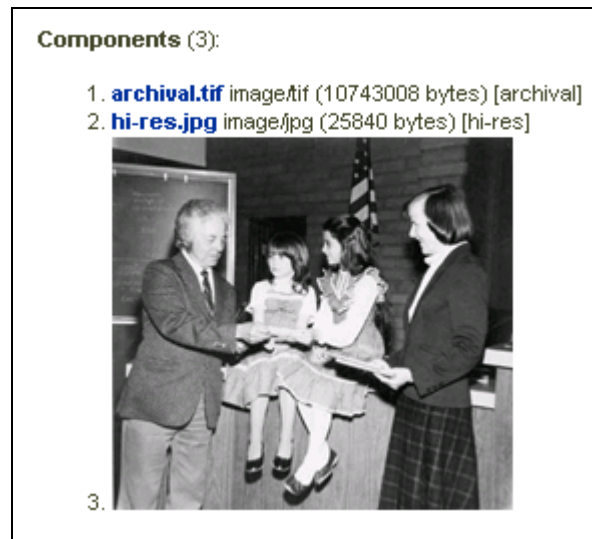 Components (3):
1. archival.tif image/tif (10743008 bytes) [archival]
2. hi-res.jpg image/jpg (25840 bytes) [hi-res]
3.